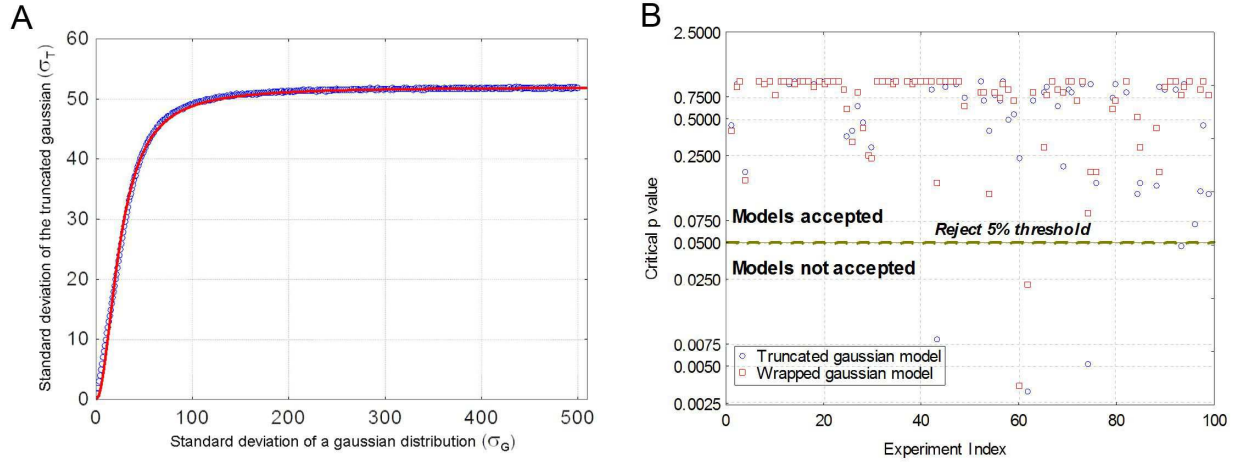 A
Standard deviation of the truncated gaussian (σT)
60
50
40
30
20
10
0
0 100 200 300 400 500
Standard deviation of a gaussian distribution (σG)
B
Critical p value
2.5000
0.7500
0.5000
0.2500
0.0750
0.0500
0.0250
0.0075
0.0050
0.0025
Models accepted
Reject 5% threshold
Models not accepted
Truncated gaussian model
Wrapped gaussian model
0 20 40 60 80 100
Experiment Index